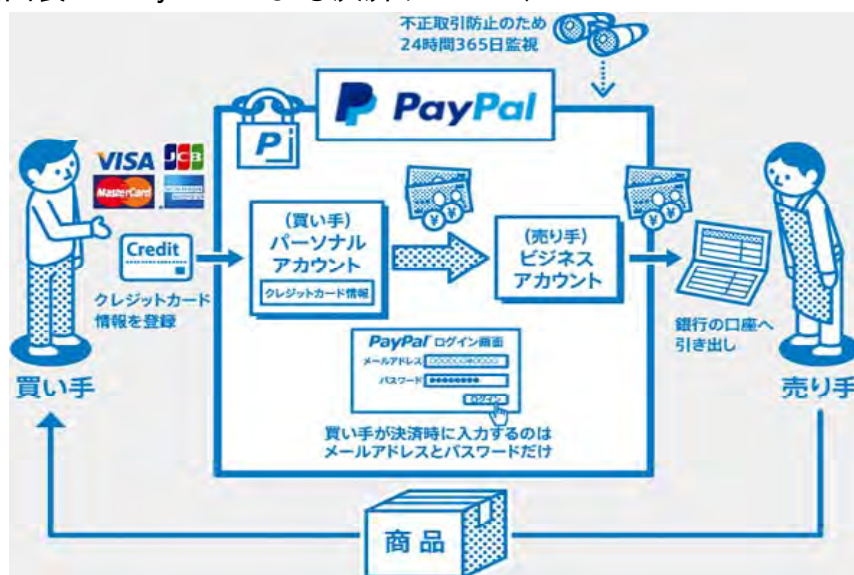 不正取引防止のため
24時間365日監視
PayPal
P
VISA
JCB
MasterCard
Credit
クレジットカード
情報を登録
(買い手)
パーソナル
アカウント
クレジットカード情報
¥¥
(売り手)
ビジネス
アカウント
¥¥
銀行の口座へ
引き出し
PayPal ログイン画面
メールアドレス
パスワード
ログイン
買い手が決済時に入力するのは
メールアドレスとパスワードだけ
買い手
売り手
商品